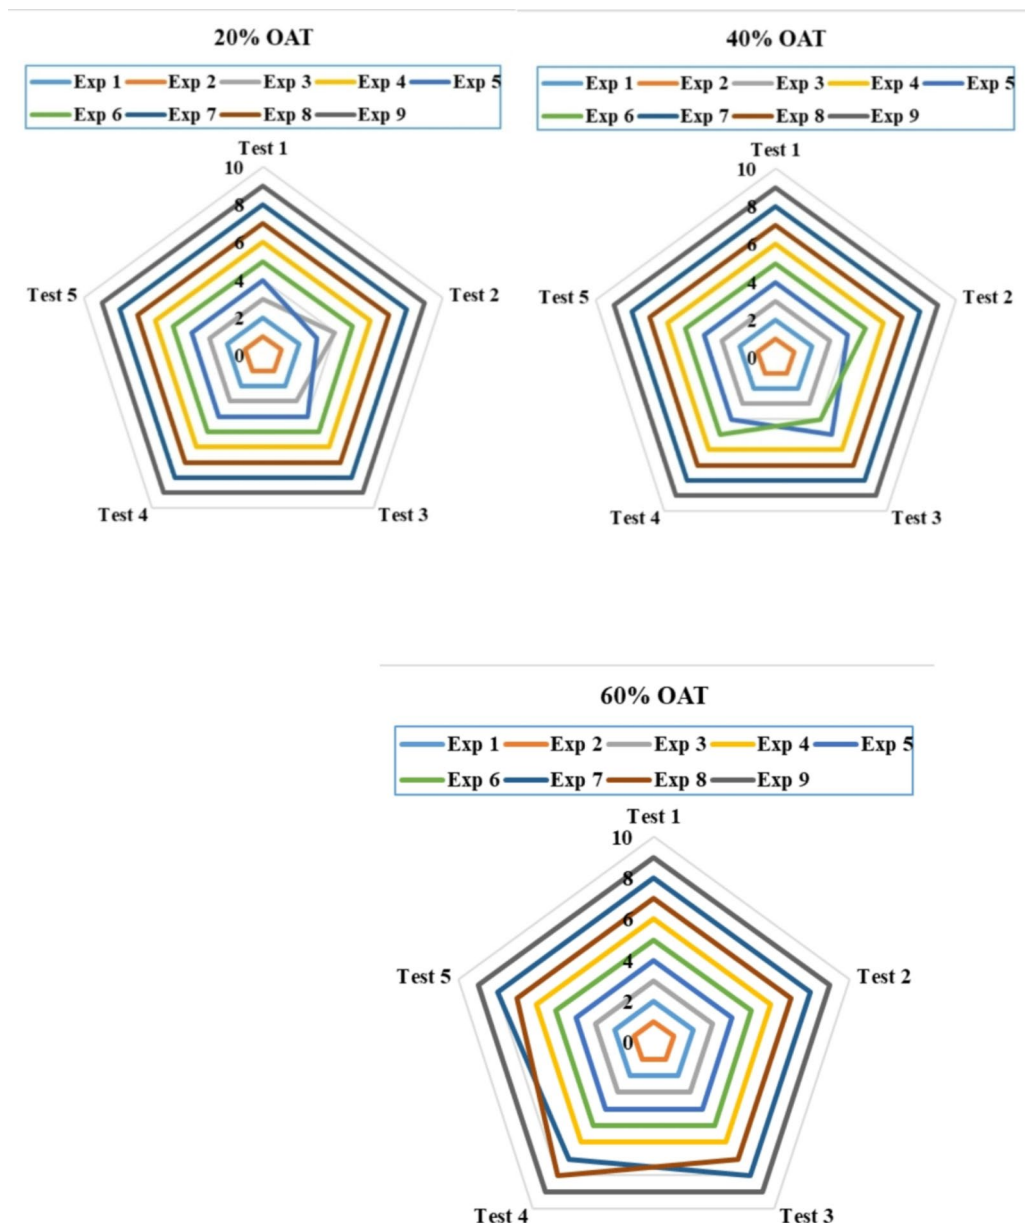 20% OAT
Exp 1 Exp 2 Exp 3 Exp 4 Exp 5
Exp 6 Exp 7 Exp 8 Exp 9
Test 1
10
8
6
4
2
0
Test 5
Test 2
Test 4
Test 3
40% OAT
Exp 1 Exp 2 Exp 3 Exp 4 Exp 5
Exp 6 Exp 7 Exp 8 Exp 9
Test 1
10
8
6
4
2
0
Test 5
Test 2
Test 4
Test 3
60% OAT
Exp 1 Exp 2 Exp 3 Exp 4 Exp 5
Exp 6 Exp 7 Exp 8 Exp 9
Test 1
10
8
6
4
2
0
Test 5
Test 2
Test 4
Test 3